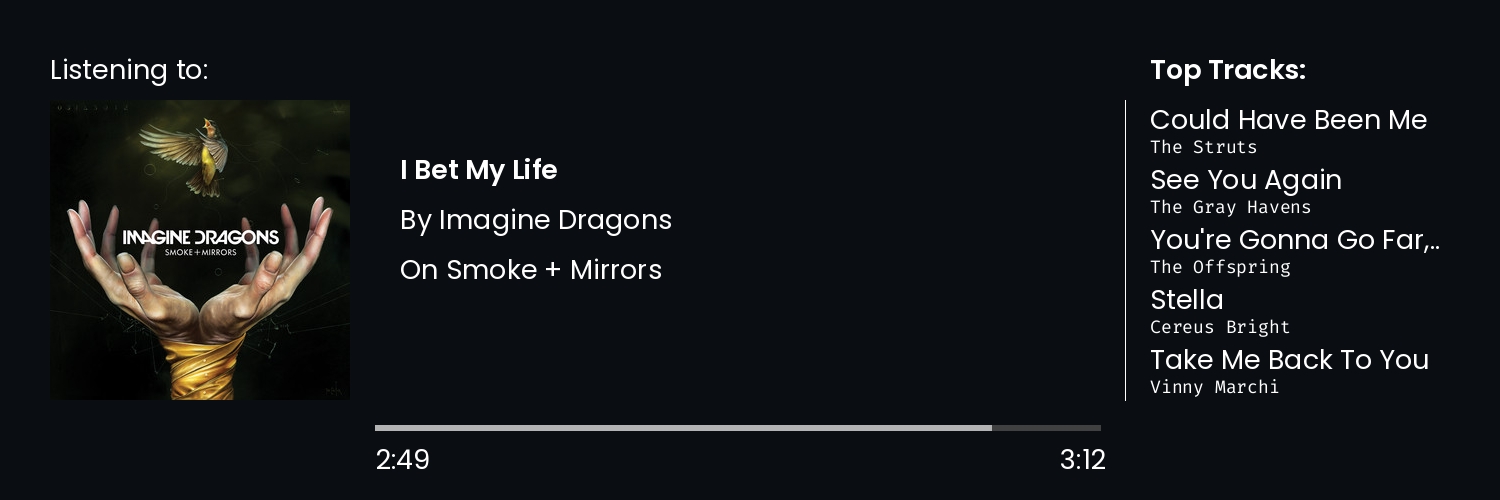 Listening to:
IMAGINE DRAGONS
SMOKE+MIRRORS
I Bet My Life
By Imagine Dragons
On Smoke + Mirrors
2:49
3:12
Top Tracks:
Could Have Been Me
The Struts
See You Again
The Gray Havens
You're Gonna Go Far,..
The Offspring
Stella
Cereus Bright
Take Me Back To You
Vinny Marchi